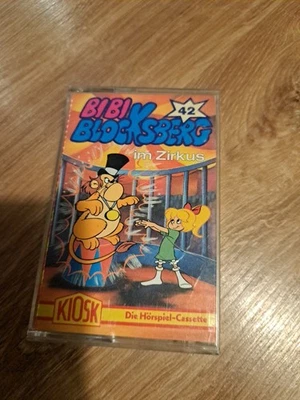 BIBI
42
BLOCKSBERG
im Zirkus
KIOSK
Die Hörspiel-Cassette